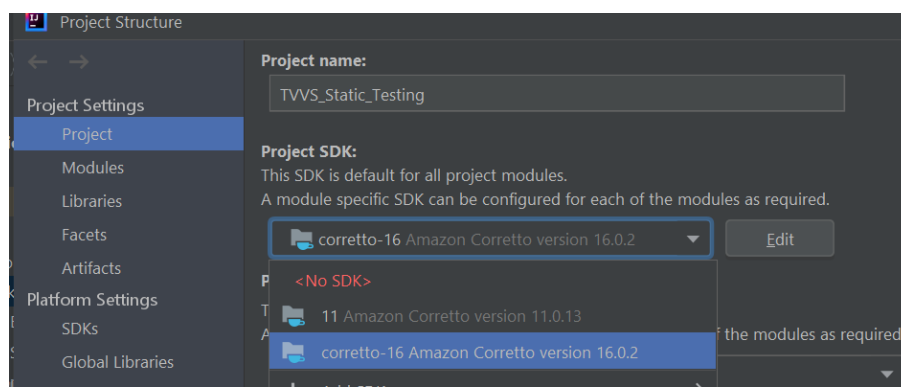 Project Structure
Project name:
TVVS_Static_Testing
Project Settings
Project
Modules
Libraries
Facets
Artifacts
Platform Settings
SDKs
Global Libraries
Project SDK:
This SDK is default for all project modules.
A module specific SDK can be configured for each of the modules as required.
corretto-16 Amazon Corretto version 16.0.2
Edit
<No SDK>
11 Amazon Corretto version 11.0.13
corretto-16 Amazon Corretto version 16.0.2
f the modules as required